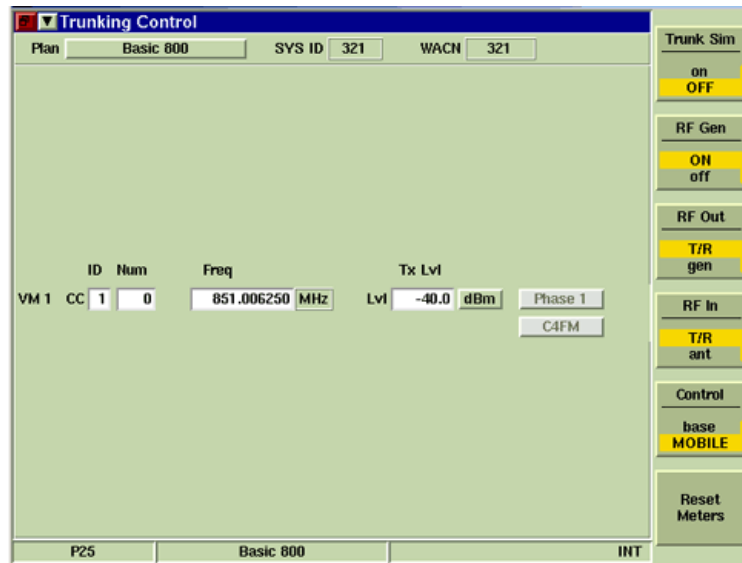 Trunking Control
Plan Basic 800 SYS ID 321 WACN 321
ID Num Freq Tx Lvl
VM 1 CC 1 0 851.006250 MHz Lvl -40.0 dBm Phase 1
C4FM
Trunk Sim
on
OFF
RF Gen
ON
off
RF Out
T/R
gen
RF In
T/R
ant
Control
base
MOBILE
Reset
Meters
P25 Basic 800 INT